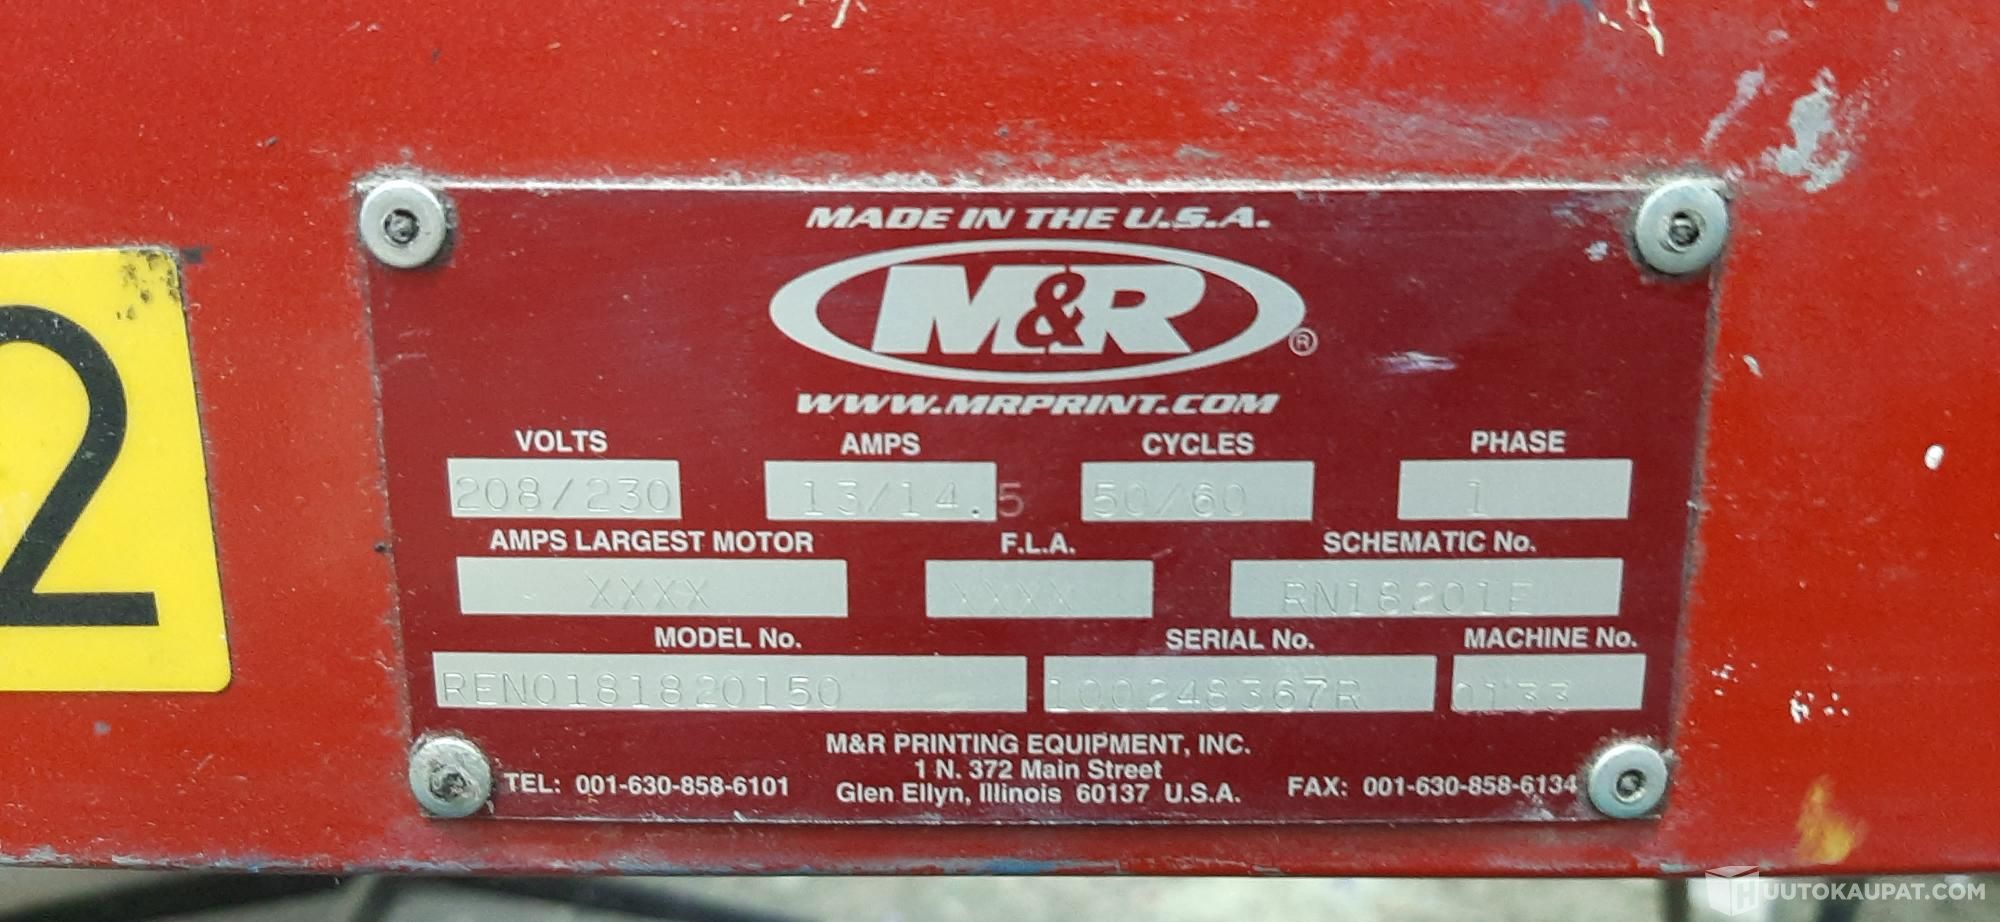 2
MADE IN THE U.S.A.
M&R ®
WWW.MRPRINT.COM
VOLTS AMPS CYCLES PHASE
208/230 13/14.5 50/60 1
AMPS LARGEST MOTOR F.L.A. SCHEMATIC No.
XXXX XXXX RN18201E
MODEL No. SERIAL No. MACHINE No.
REN0181820150 100248367R 0133
M&R PRINTING EQUIPMENT, INC.
1 N. 372 Main Street
TEL: 001-630-858-6101 Glen Ellyn, Illinois 60137 U.S.A. FAX: 001-630-858-6134
HUUTOKAUPAT.COM